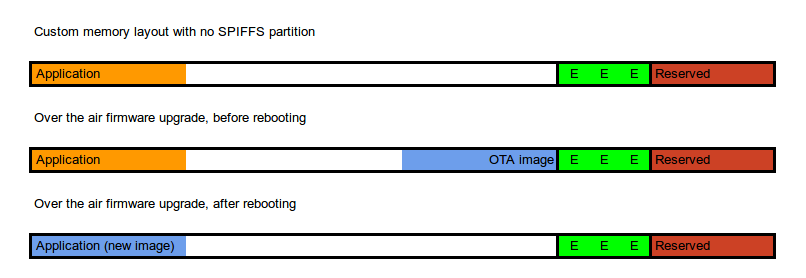 Custom memory layout with no SPIFFS partition
Application E E E Reserved
Over the air firmware upgrade, before rebooting
Application OTA image E E E Reserved
Over the air firmware upgrade, after rebooting
Application (new image) E E E Reserved